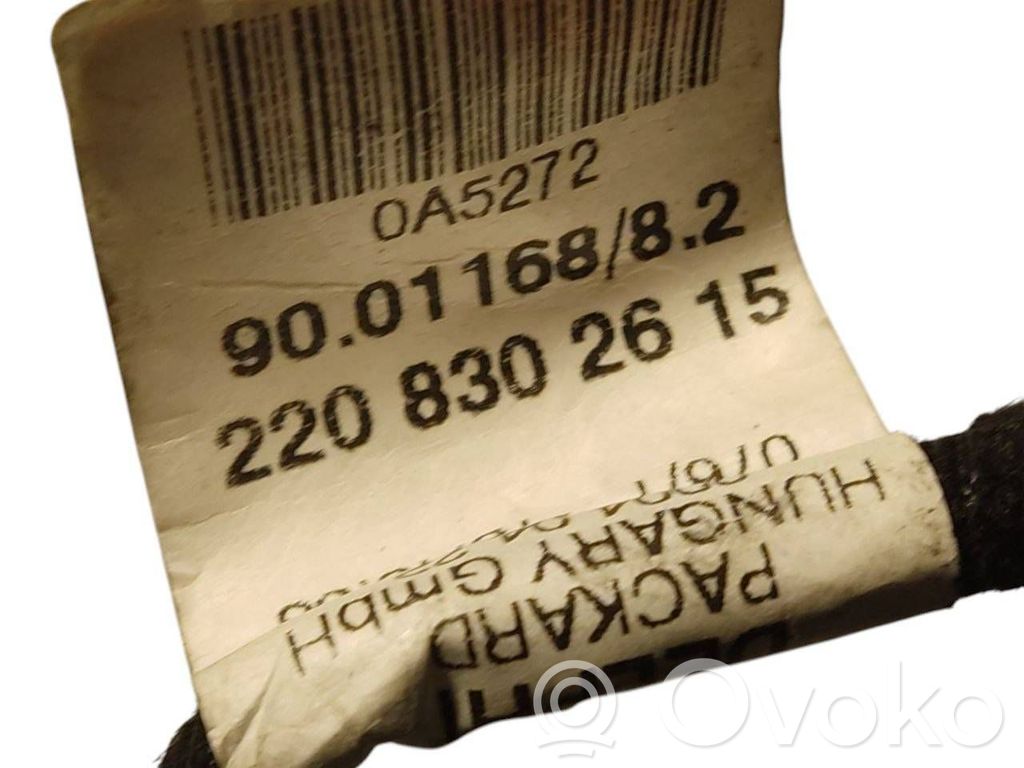 0A5272
90.01168/8.2
220 830 26 15
HUNGARY GmbH
PACKARD
Ovoko